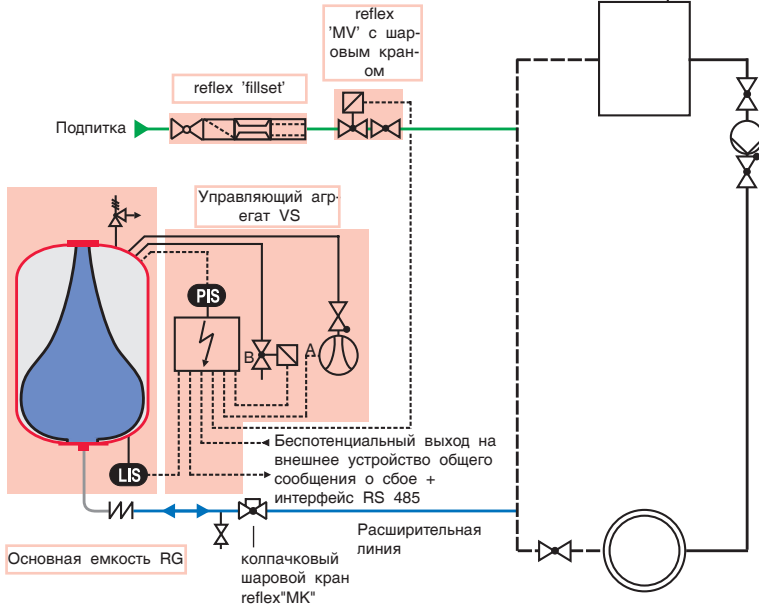 reflex
'MV' с шар-
овым кран-
ом
reflex 'fillset'
Подпитка
Управляющий агр-
егат VS
PIS
B
A
LIS
Беспотенциальный выход на
внешнее устройство общего
сообщения о сбое +
интерфейс RS 485
Расширительная
линия
Основная емкость RG
колпачковый
шаровой кран
reflex"MK"